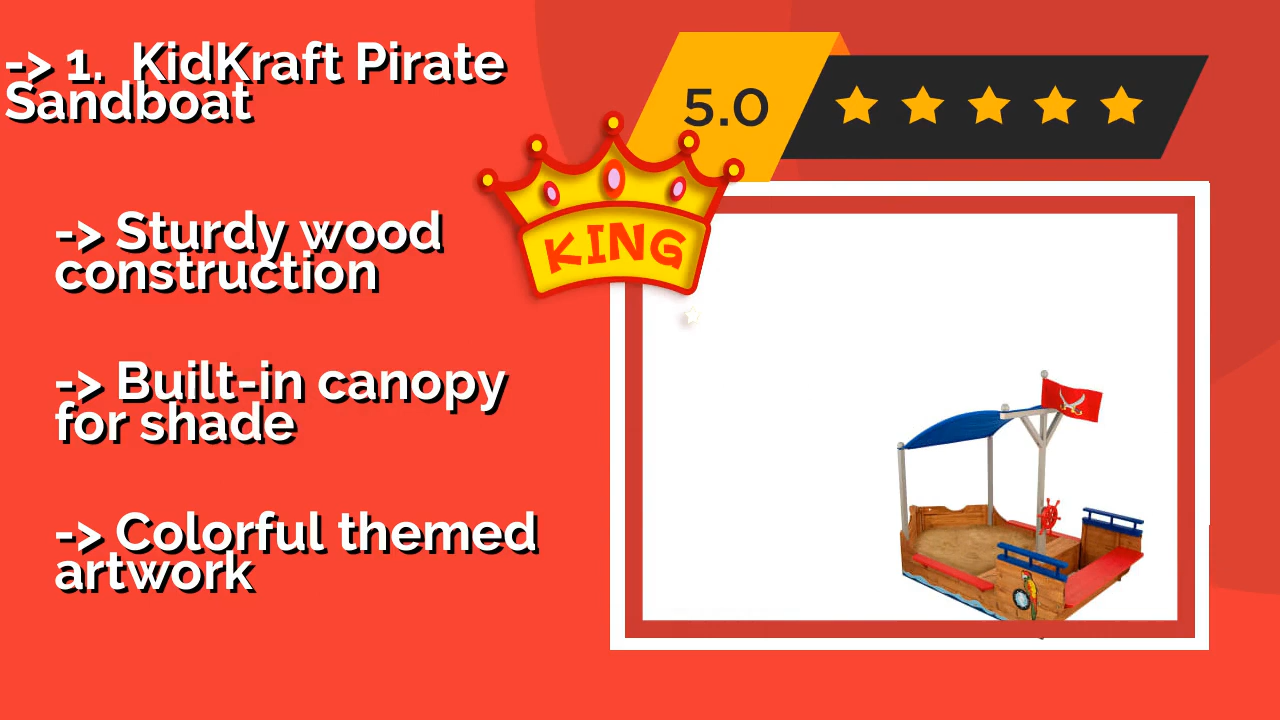 -> 1.  KidKraft Pirate
Sandboat
5.0
KING
-> Sturdy wood
construction
-> Built-in canopy
for shade
-> Colorful themed
artwork